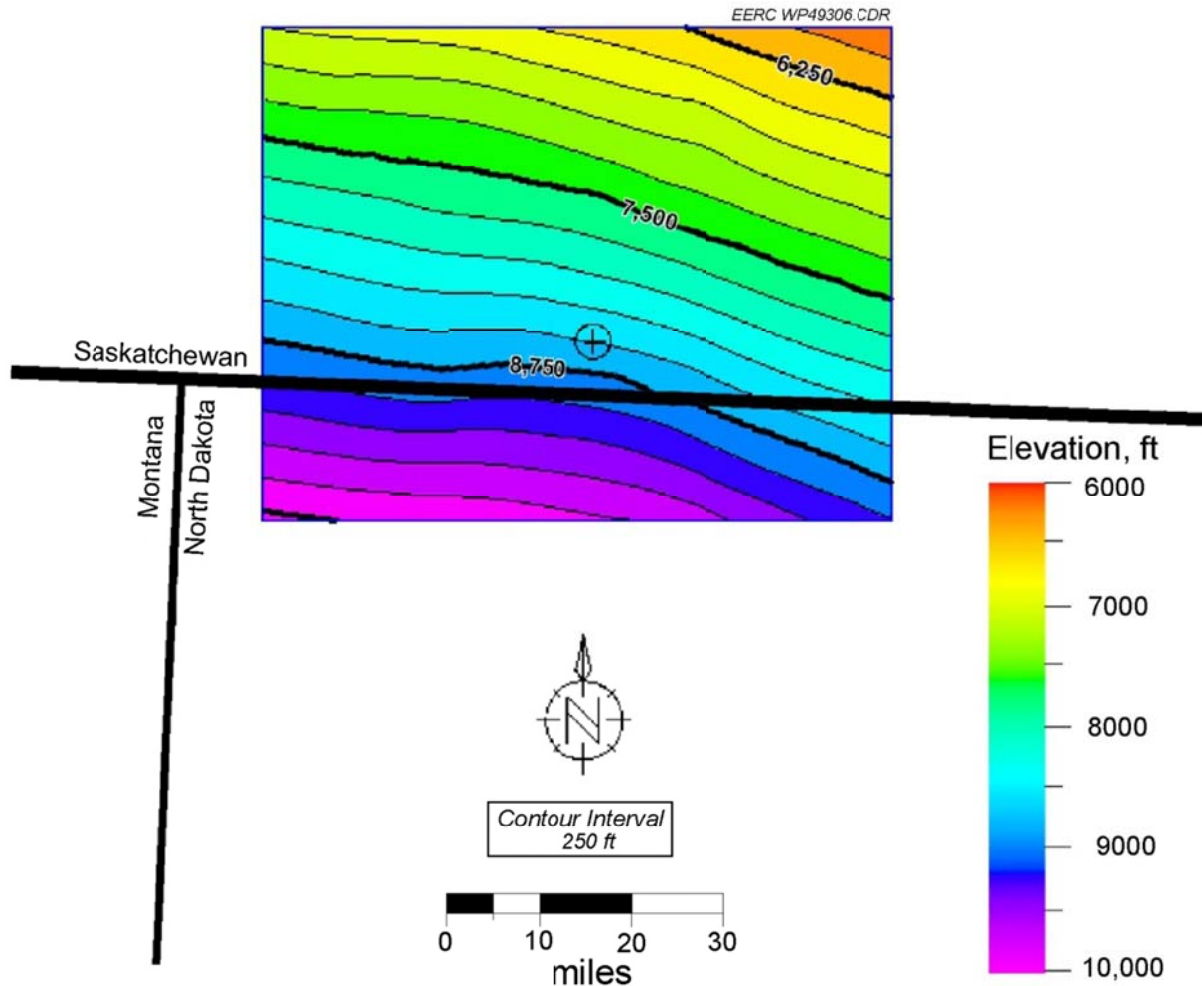 EERC WP49306.CDR
6,250
7,500
Saskatchewan
8,750
Montana
North Dakota
Elevation, ft
6000
7000
8000
9000
10,000
N
Contour Interval
250 ft
0 10 20 30
miles